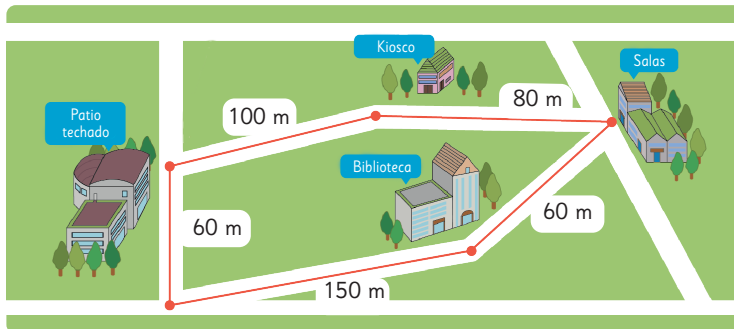 Kiosco
Salas
80 m
Patio
techado
100 m
Biblioteca
60 m
60 m
150 m